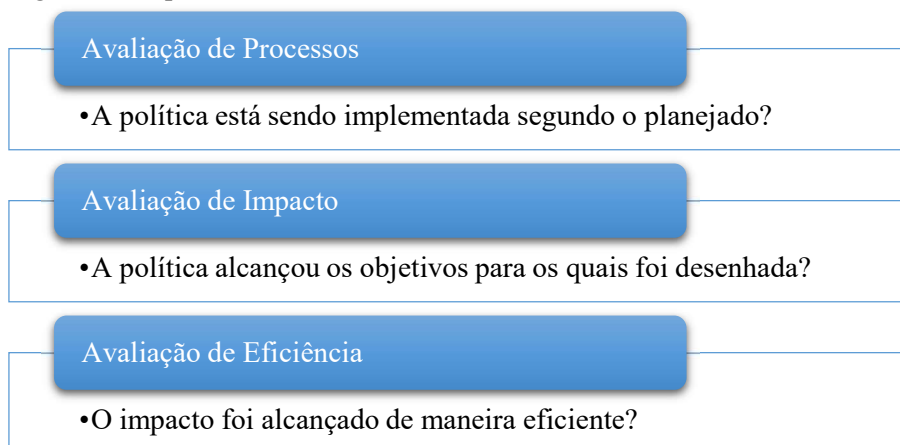 Avaliação de Processos
•A política está sendo implementada segundo o planejado?
Avaliação de Impacto
•A política alcançou os objetivos para os quais foi desenhada?
Avaliação de Eficiência
•O impacto foi alcançado de maneira eficiente?